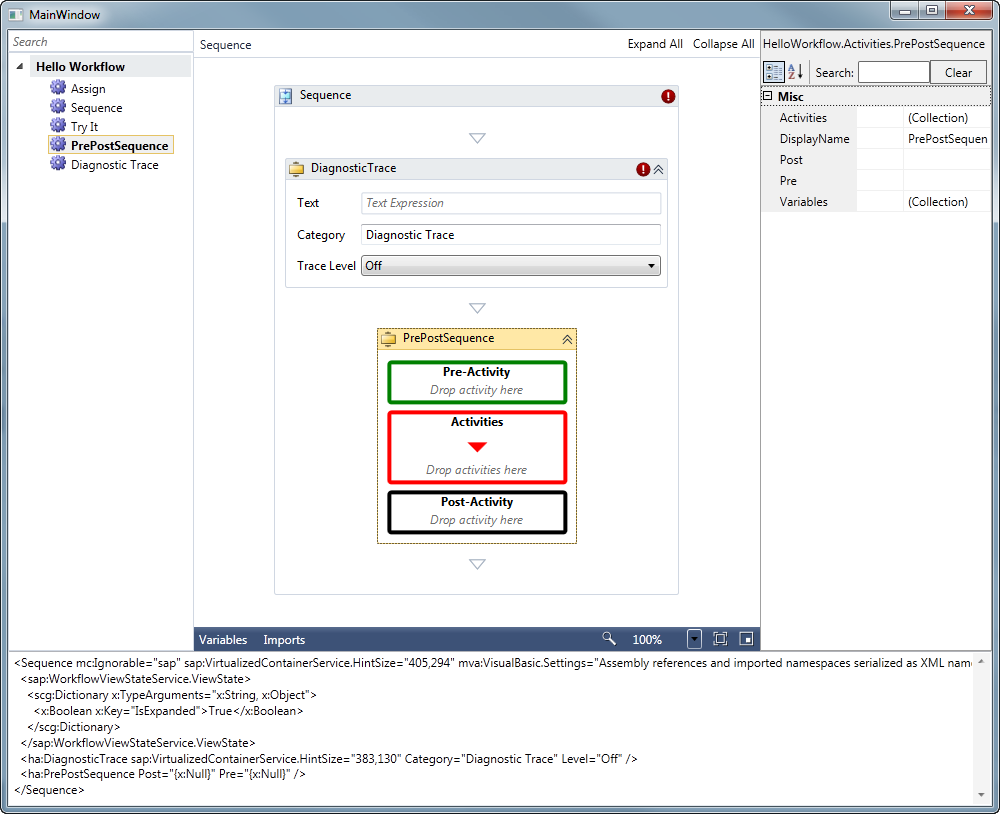 MainWindow
Search
Hello Workflow
Assign
Sequence
Try It
PrePostSequence
Diagnostic Trace
Sequence
Expand All Collapse All
Sequence
DiagnosticTrace
Text Text Expression
Category Diagnostic Trace
Trace Level Off
PrePostSequence
Pre-Activity
Drop activity here
Activities
Drop activities here
Post-Activity
Drop activity here
Variables Imports 100%
HelloWorkflow.Activities.PrePostSequence
Search: Clear
Misc
Activities (Collection)
DisplayName PrePostSequen
Post
Pre
Variables (Collection)
<Sequence mc:Ignorable="sap" sap:VirtualizedContainerService.HintSize="405,294" mva:VisualBasic.Settings="Assembly references and imported namespaces serialized as XML nam
<sap:WorkflowViewStateService.ViewState>
<scg:Dictionary x:TypeArguments="x:String, x:Object">
<x:Boolean x:Key="IsExpanded">True</x:Boolean>
</scg:Dictionary>
</sap:WorkflowViewStateService.ViewState>
<ha:DiagnosticTrace sap:VirtualizedContainerService.HintSize="383,130" Category="Diagnostic Trace" Level="Off" />
<ha:PrePostSequence Post="{x:Null}" Pre="{x:Null}" />
</Sequence>